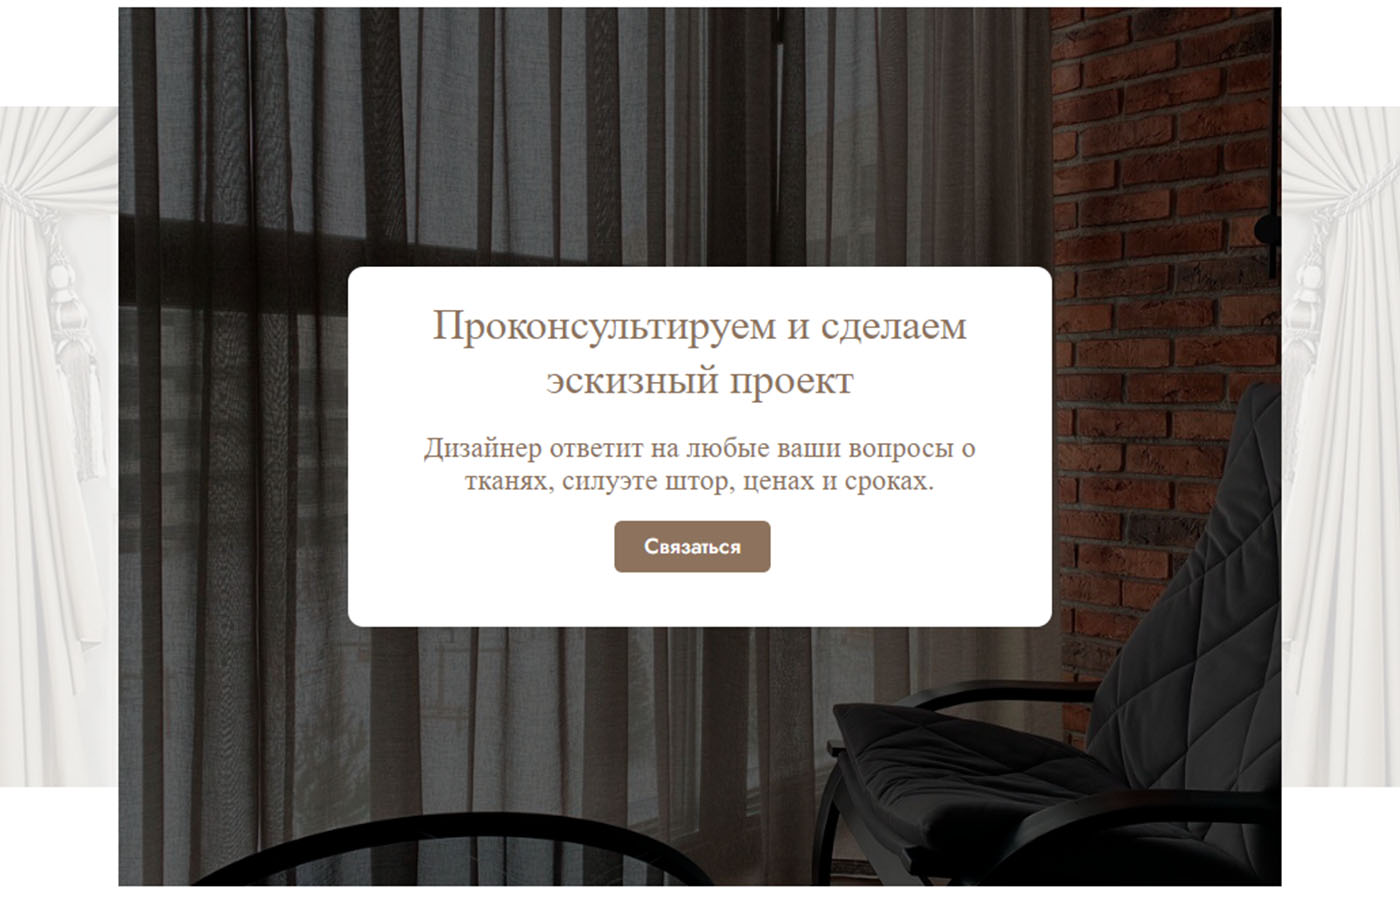 Проконсультируем и сделаем
эскизный проект
Дизайнер ответит на любые ваши вопросы о
тканях, силуэте штор, ценах и сроках.
Связаться